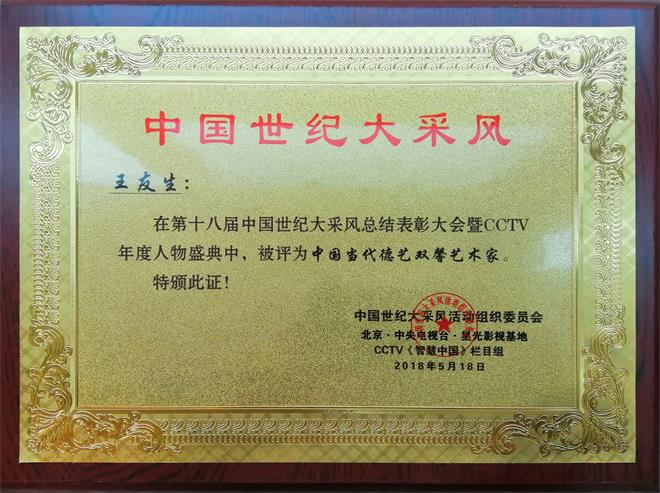 中国世纪大采风
王友生：
在第十八届中国世纪大采风总结表彰大会暨CCTV
年度人物盛典中，被评为中国当代德艺双馨艺术家。
特颁此证！
中国世纪大采风活动组织委员会
北京·中央电视台·星光影视基地
CCTV《智慧中国》栏目组
2018年5月18日